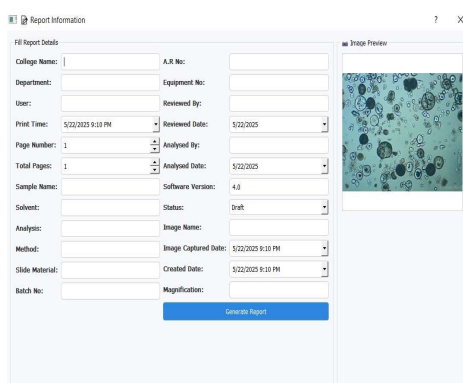 Report Information ? X
Fill Report Details
Image Preview
College Name: A.R No:
Department: Equipment No:
User: Reviewed By:
Print Time: 5/22/2025 9:10 PM Reviewed Date: 5/22/2025
Page Number: 1 Analysed By:
Total Pages: 1 Analysed Date: 5/22/2025
Sample Name: Software Version: 4.0
Solvent: Status: Draft
Analysis: Image Name:
Method: Image Captured Date: 5/22/2025 9:10 PM
Slide Material: Created Date: 5/22/2025 9:10 PM
Batch No: Magnification:
Generate Report